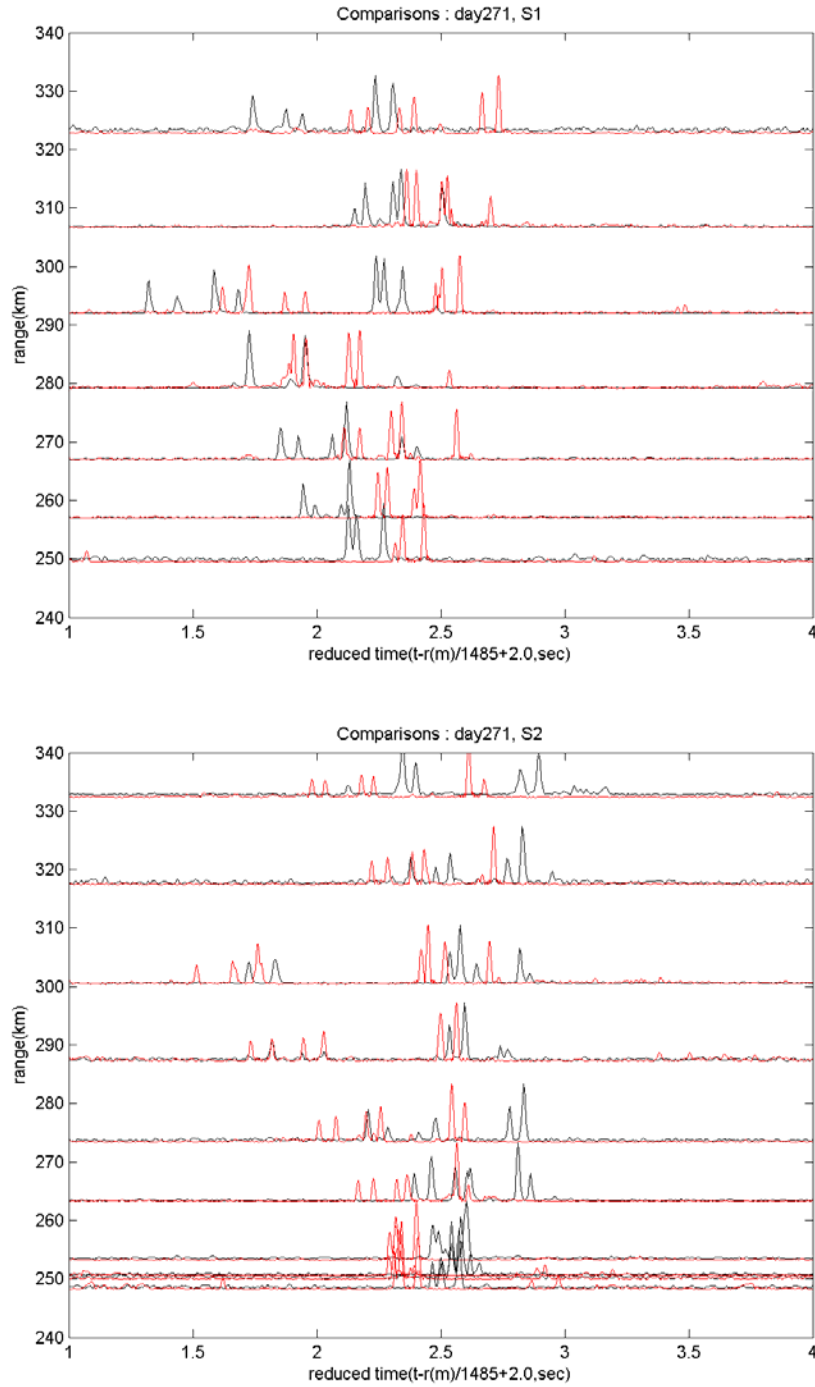 Comparisons : day271, S1
340
330
320
310
300
290
280
270
260
250
240
range(km)
1 1.5 2 2.5 3 3.5 4
reduced time(t-r(m)/1485+2.0,sec)
Comparisons : day271, S2
340
330
320
310
300
290
280
270
260
250
240
range(km)
1 1.5 2 2.5 3 3.5 4
reduced time(t-r(m)/1485+2.0,sec)